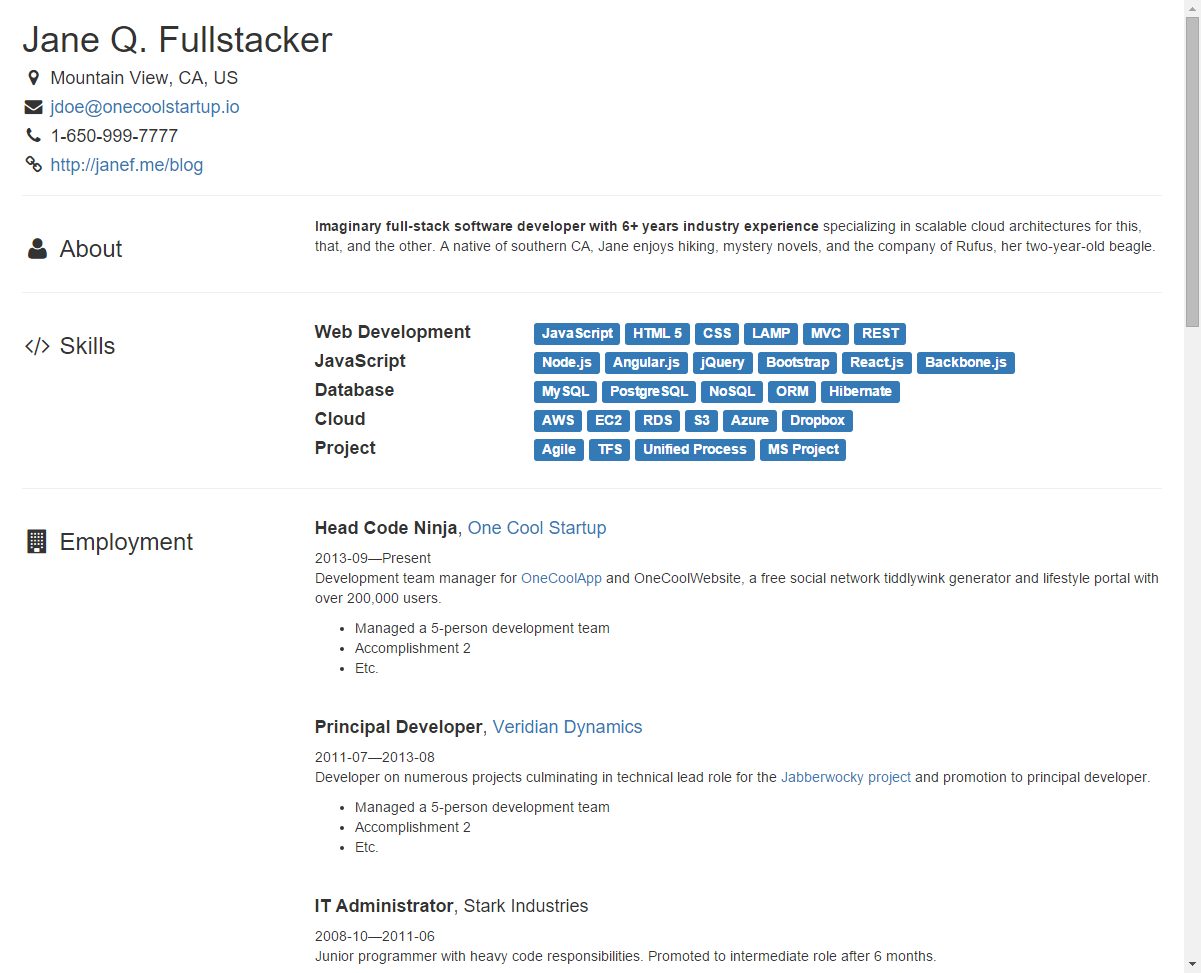 Jane Q. Fullstacker
Mountain View, CA, US
jdoe@onecoolstartup.io
1-650-999-7777
http://janef.me/blog
About
Imaginary full-stack software developer with 6+ years industry experience specializing in scalable cloud architectures for this,
that, and the other. A native of southern CA, Jane enjoys hiking, mystery novels, and the company of Rufus, her two-year-old beagle.
Skills
Web Development JavaScript HTML 5 CSS LAMP MVC REST
JavaScript Node.js Angular.js jQuery Bootstrap React.js Backbone.js
Database MySQL PostgreSQL NoSQL ORM Hibernate
Cloud AWS EC2 RDS S3 Azure Dropbox
Project Agile TFS Unified Process MS Project
Employment
Head Code Ninja, One Cool Startup
2013-09—Present
Development team manager for OneCoolApp and OneCoolWebsite, a free social network tiddlywink generator and lifestyle portal with
over 200,000 users.
• Managed a 5-person development team
• Accomplishment 2
• Etc.
Principal Developer, Veridian Dynamics
2011-07—2013-08
Developer on numerous projects culminating in technical lead role for the Jabberwocky project and promotion to principal developer.
• Managed a 5-person development team
• Accomplishment 2
• Etc.
IT Administrator, Stark Industries
2008-10—2011-06
Junior programmer with heavy code responsibilities. Promoted to intermediate role after 6 months.